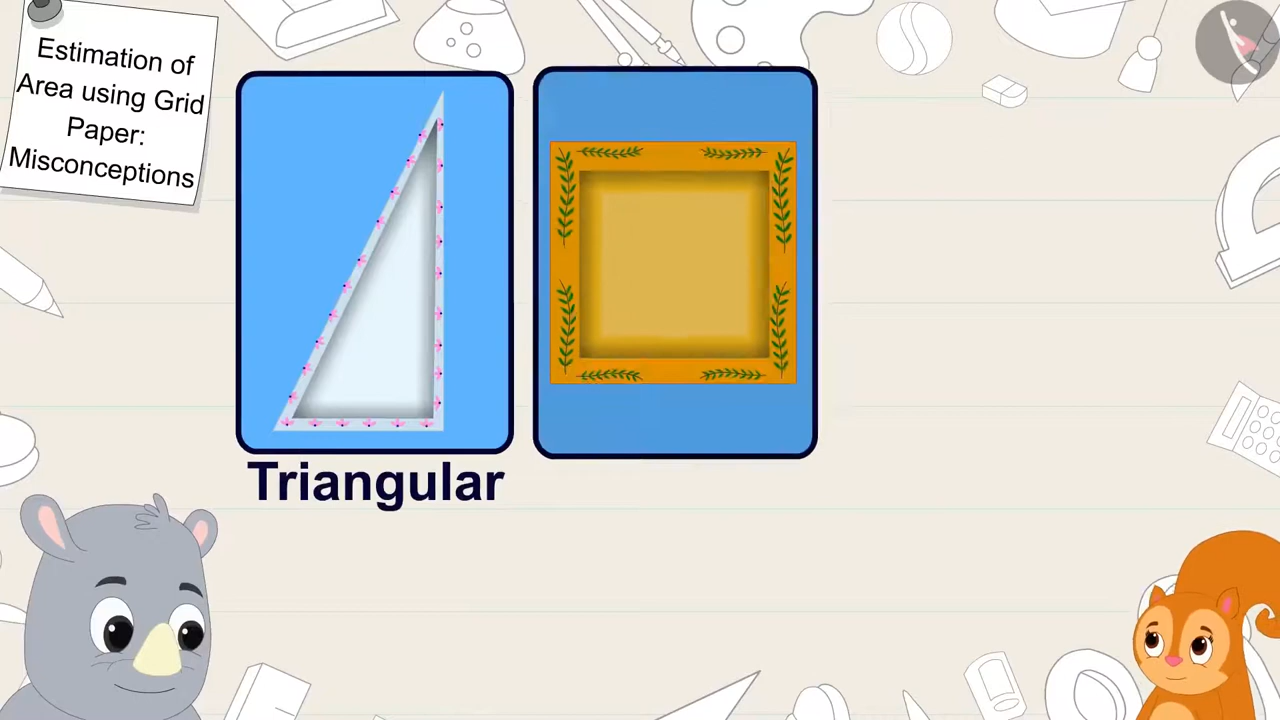 Estimation of
Area using Grid
Paper:
Misconceptions
Triangular